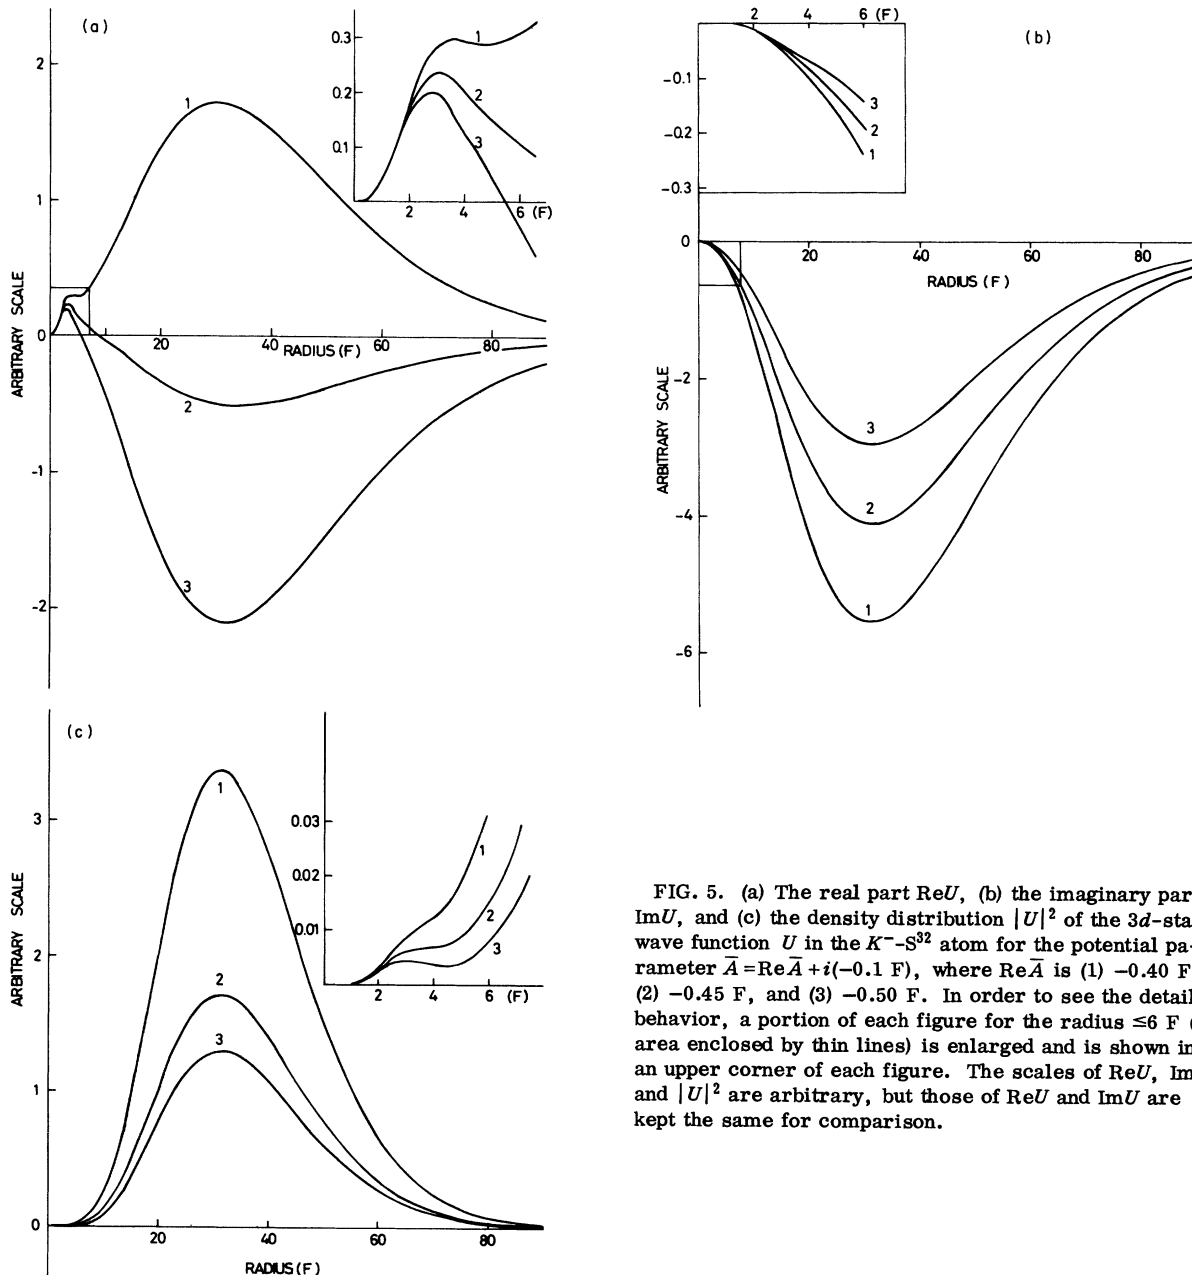 (a)
2
1
0
-1
-2
ARBITRARY SCALE
20
40
60
80
RADIUS (F)
1
2
3
0.3
0.2
0.1
2
4
6 (F)
1
2
3
(b)
2
4
6 (F)
-0.1
-0.2
-0.3
3
2
1
0
-2
-4
-6
ARBITRARY SCALE
20
40
60
80
RADIUS (F)
3
2
1
(c)
3
2
1
0
ARBITRARY SCALE
20
40
60
80
RADIUS (F)
1
2
3
0.03
0.02
0.01
2
4
6
(F)
1
2
3
FIG. 5. (a) The real part ReU, (b) the imaginary par
ImU, and (c) the density distribution |U|² of the 3d-sta
wave function U in the K⁻-S³² atom for the potential pa-
rameter A̅ =ReA̅ +i(-0.1 F), where ReA̅ is (1) -0.40 F
(2) -0.45 F, and (3) -0.50 F. In order to see the detail
behavior, a portion of each figure for the radius ≤6 F (
area enclosed by thin lines) is enlarged and is shown in
an upper corner of each figure. The scales of ReU, Im
and |U|² are arbitrary, but those of ReU and ImU are
kept the same for comparison.